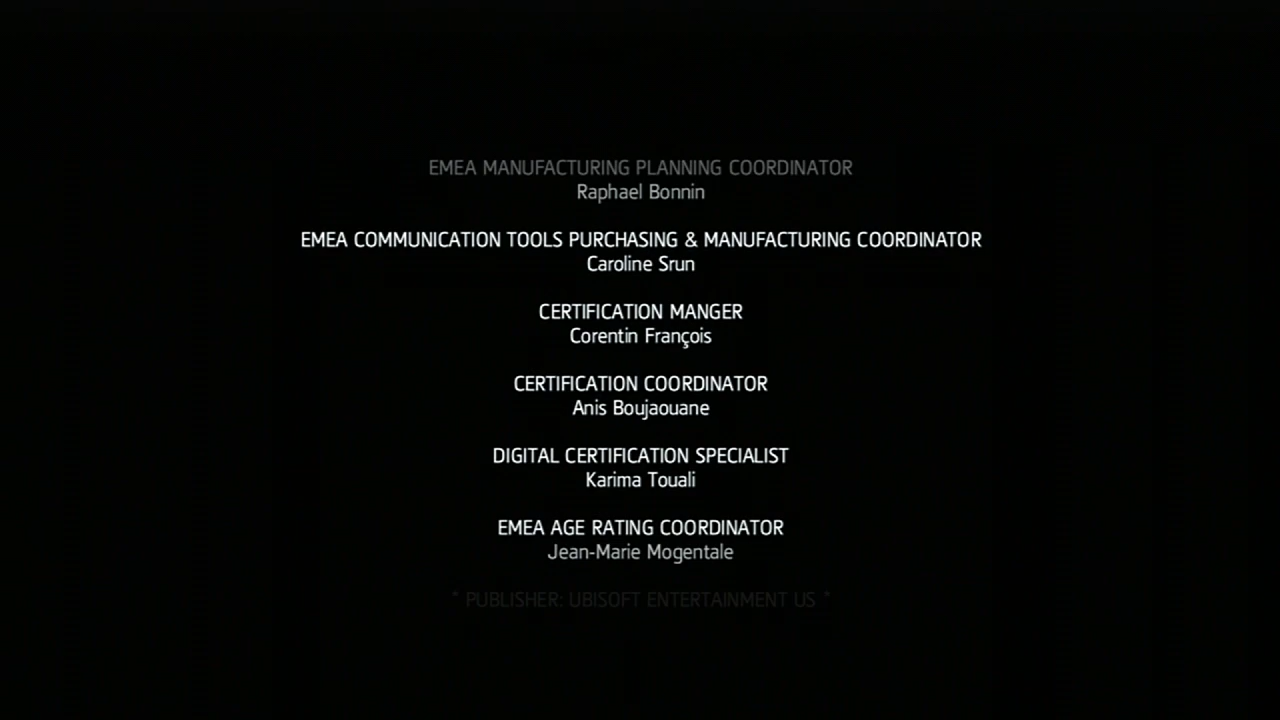 EMEA MANUFACTURING PLANNING COORDINATOR
Raphael Bonnin
EMEA COMMUNICATION TOOLS PURCHASING & MANUFACTURING COORDINATOR
Caroline Srun
CERTIFICATION MANGER
Corentin François
CERTIFICATION COORDINATOR
Anis Boujaouane
DIGITAL CERTIFICATION SPECIALIST
Karima Touali
EMEA AGE RATING COORDINATOR
Jean-Marie Mogentale
* PUBLISHER: UBISOFT ENTERTAINMENT US *